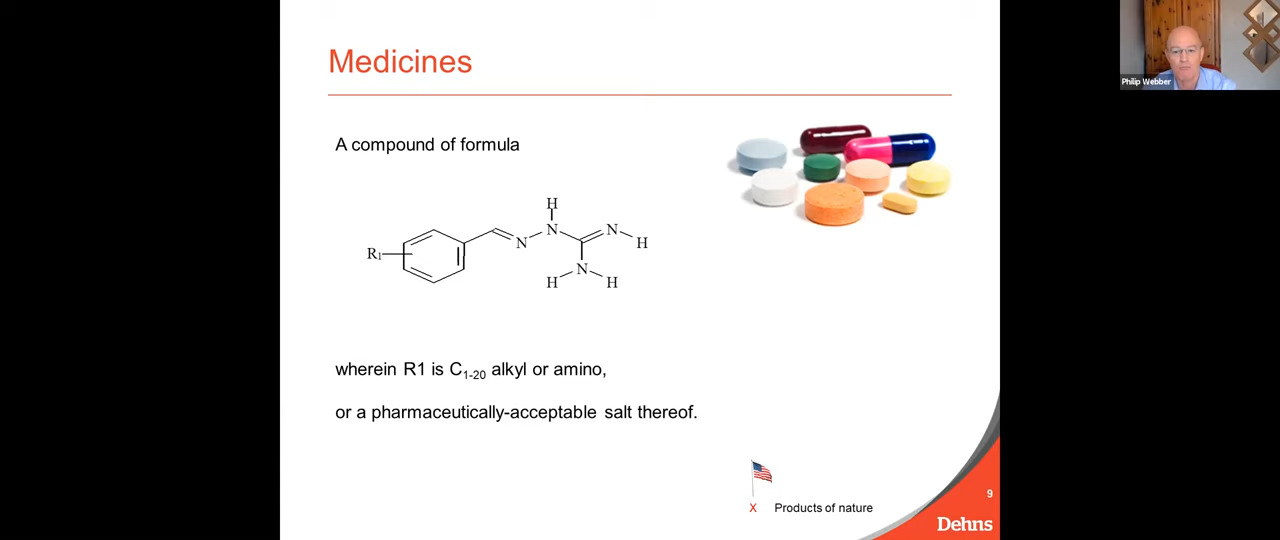 Medicines
Philip Webber
A compound of formula
H
N
N
H
R1
N
N
H
H
wherein R1 is C1-20 alkyl or amino,
or a pharmaceutically-acceptable salt thereof.
X Products of nature
9
Dehns